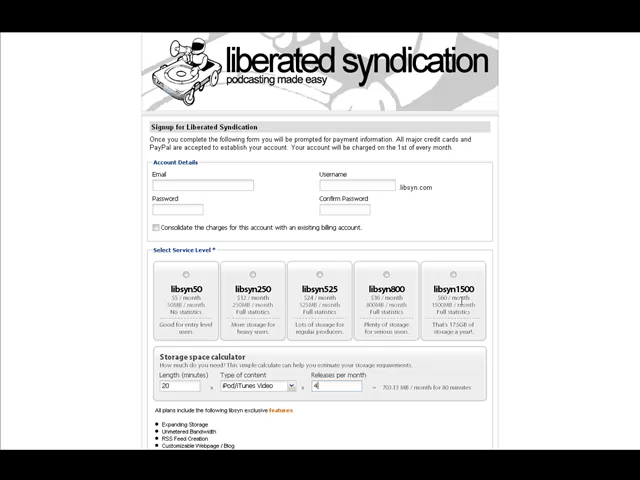 liberated syndication
podcasting made easy
Signup for Liberated Syndication
Once you complete the following form you will be prompted for payment information. All major credit cards and
PayPal are accepted to establish your account. Your account will be charged on the 1st of every month.
Account Details
Email
Username
.libsyn.com
Password
Confirm Password
Consolidate the charges for this account with an existing billing account.
Select Service Level *
libsyn50
$5 / month
50MB / month
No statistics
Good for entry level
users.
libsyn250
$12 / month
250MB / month
Full statistics
More storage for
heavy users.
libsyn525
$24 / month
525MB / month
Full statistics
Lots of storage for
regular producers.
libsyn800
$36 / month
800MB / month
Full statistics
Plenty of storage
for serious users.
libsyn1500
$60 / month
1500MB / month
Full statistics
That's 17.5GB of
storage a year!.
Storage space calculator
How much do you need? This simple calculator can help you estimate your storage requirements.
Length (minutes)
Type of content
Releases per month
20
x
iPod/iTunes Video
x
4
= 703.13 MB / month for 80 minutes
All plans include the following libsyn exclusive features
Expanding Storage
Unmetered Bandwidth
RSS Feed Creation
Customizable Webpage / Blog